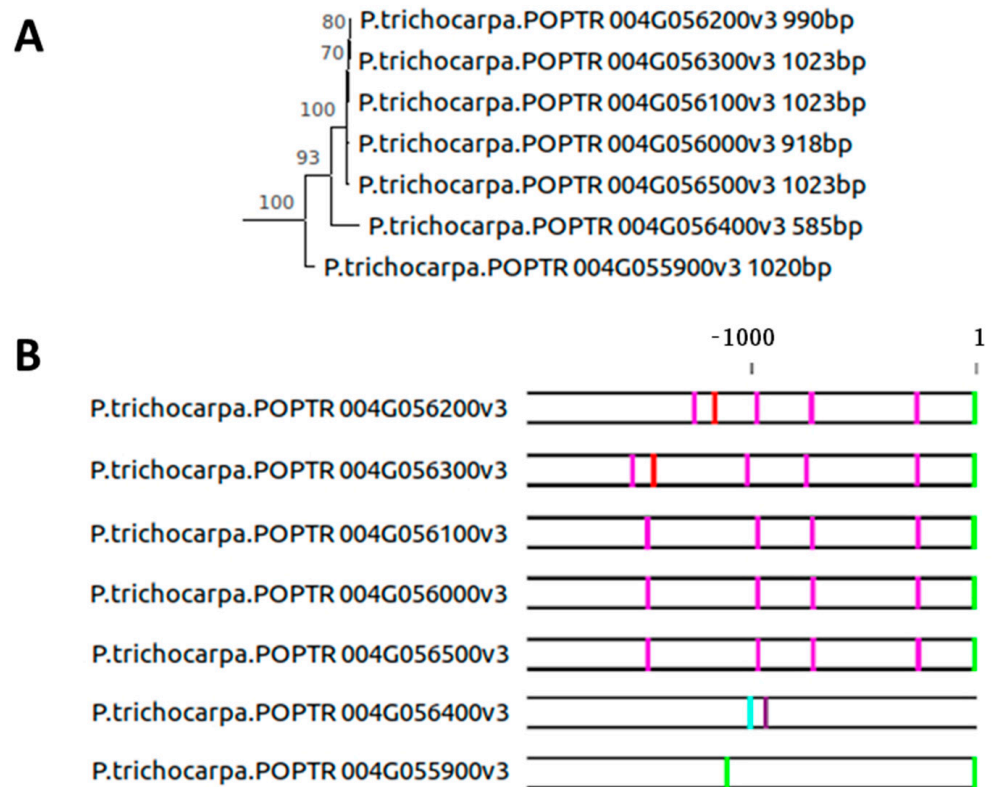 A
80
P.trichocarpa.POPTR 004G056200v3 990bp
70
P.trichocarpa.POPTR 004G056300v3 1023bp
100
P.trichocarpa.POPTR 004G056100v3 1023bp
P.trichocarpa.POPTR 004G056000v3 918bp
93
P.trichocarpa.POPTR 004G056500v3 1023bp
100
P.trichocarpa.POPTR 004G056400v3 585bp
P.trichocarpa.POPTR 004G055900v3 1020bp
B
-1000 1
P.trichocarpa.POPTR 004G056200v3
P.trichocarpa.POPTR 004G056300v3
P.trichocarpa.POPTR 004G056100v3
P.trichocarpa.POPTR 004G056000v3
P.trichocarpa.POPTR 004G056500v3
P.trichocarpa.POPTR 004G056400v3
P.trichocarpa.POPTR 004G055900v3